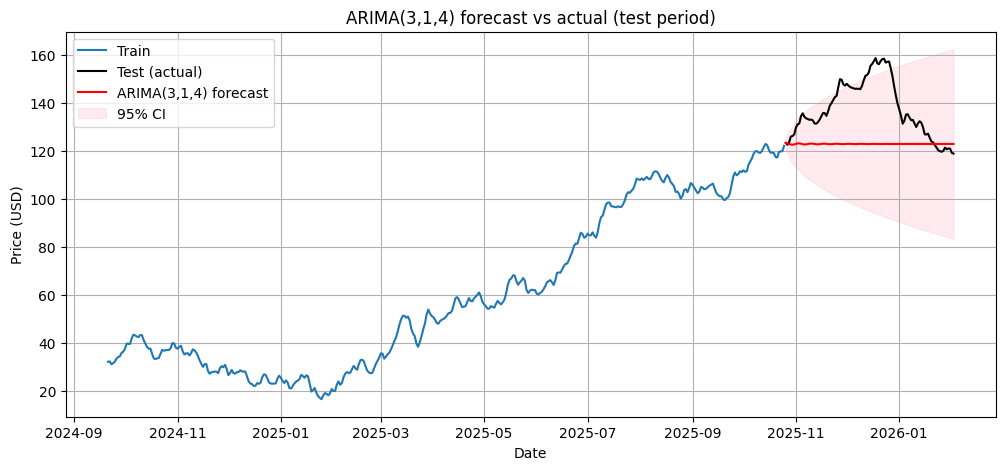 ARIMA(3,1,4) forecast vs actual (test period)
Train
Test (actual)
ARIMA(3,1,4) forecast
95% CI
Price (USD)
160
140
120
100
80
60
40
20
2024-09
2024-11
2025-01
2025-03
2025-05
2025-07
2025-09
2025-11
2026-01
Date